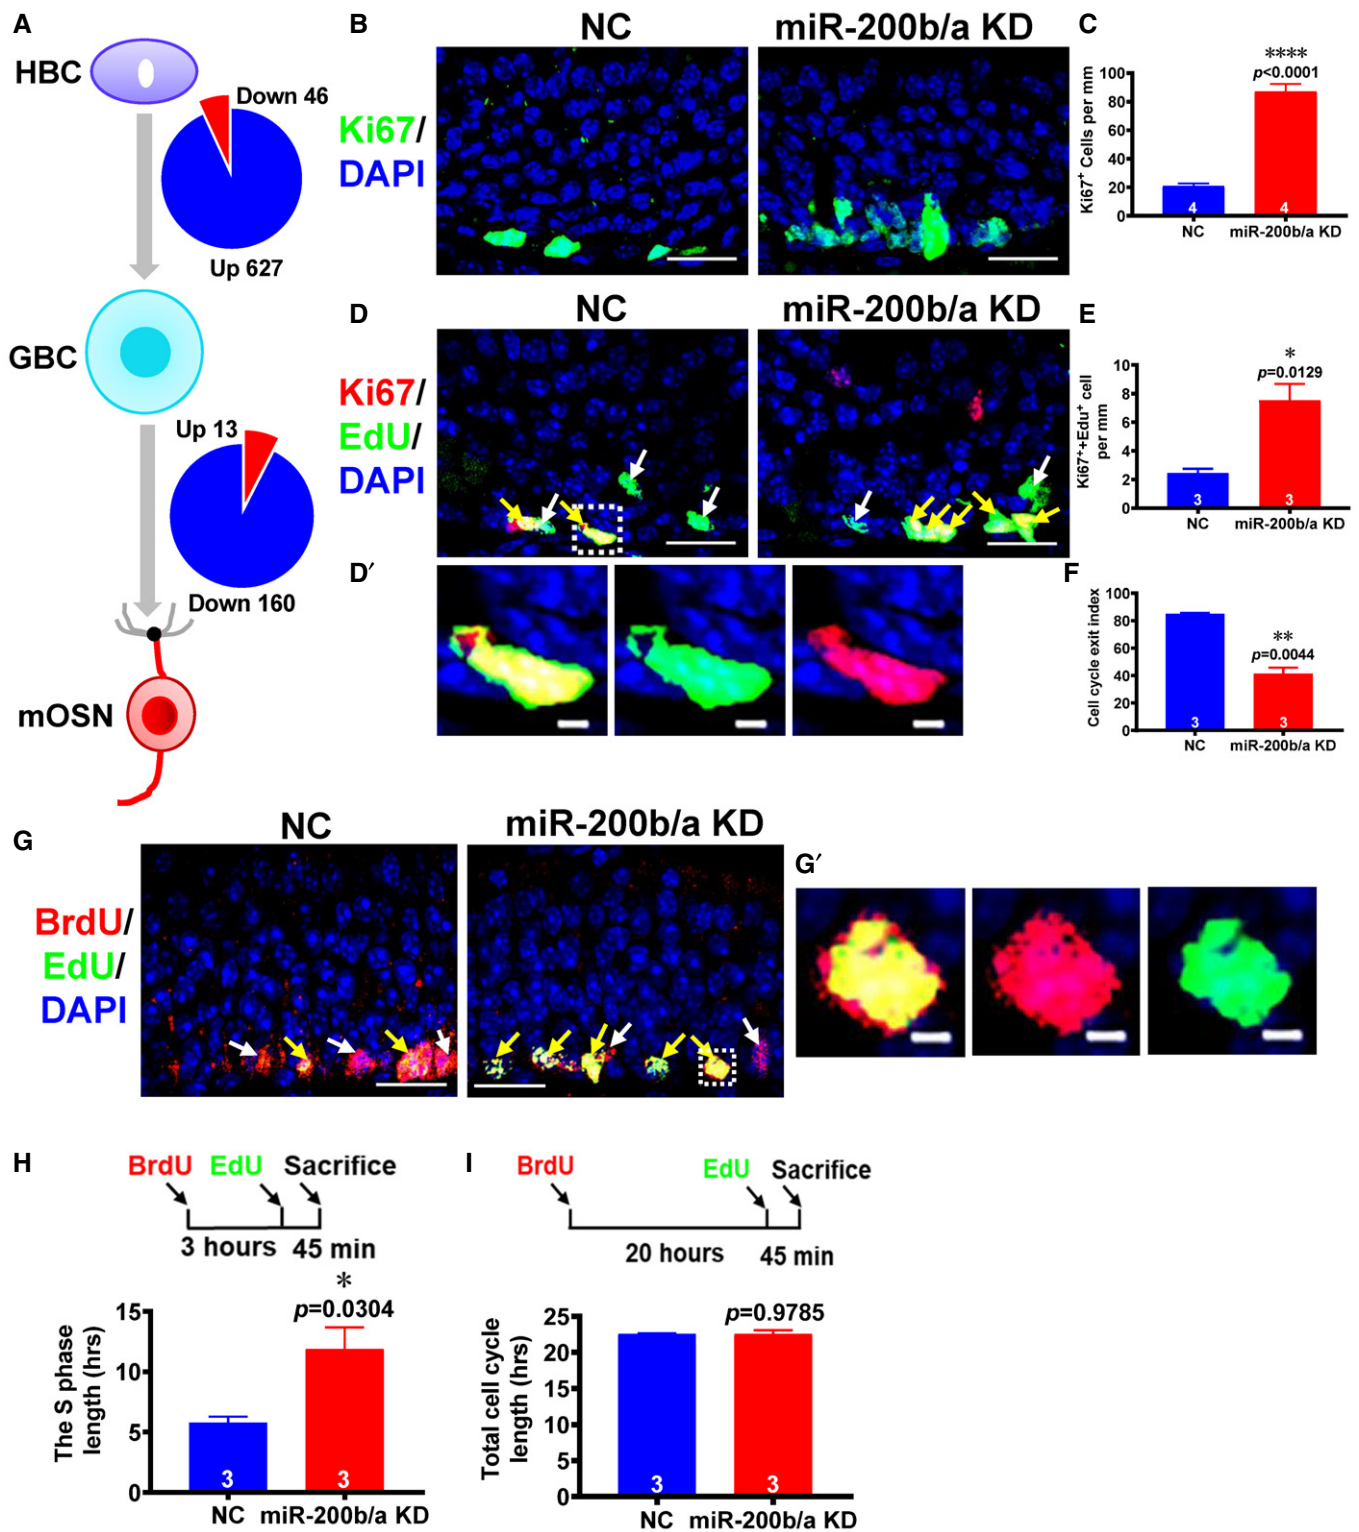 A
HBC
Down 46
Up 627
GBC
Up 13
Down 160
mOSN
B
NC
miR-200b/a KD
Ki67/
DAPI
C
Ki67+ Cells per mm
100
80
60
40
20
0
****
p<0.0001
4
4
NC
miR-200b/a KD
D
NC
miR-200b/a KD
Ki67/
EdU/
DAPI
E
Ki67++Edu+ cell
per mm
10
8
6
4
2
0
*
p=0.0129
3
3
NC
miR-200b/a KD
D′
F
Cell cycle exit index
100
80
60
40
20
0
**
p=0.0044
3
3
NC
miR-200b/a KD
G
NC
miR-200b/a KD
BrdU/
EdU/
DAPI
G′
H
BrdU EdU Sacrifice
3 hours 45 min
The S phase
length (hrs)
15
10
5
0
*
p=0.0304
3
3
NC
miR-200b/a KD
I
BrdU EdU Sacrifice
20 hours 45 min
Total cell cycle
length (hrs)
25
20
15
10
5
0
p=0.9785
3
3
NC
miR-200b/a KD